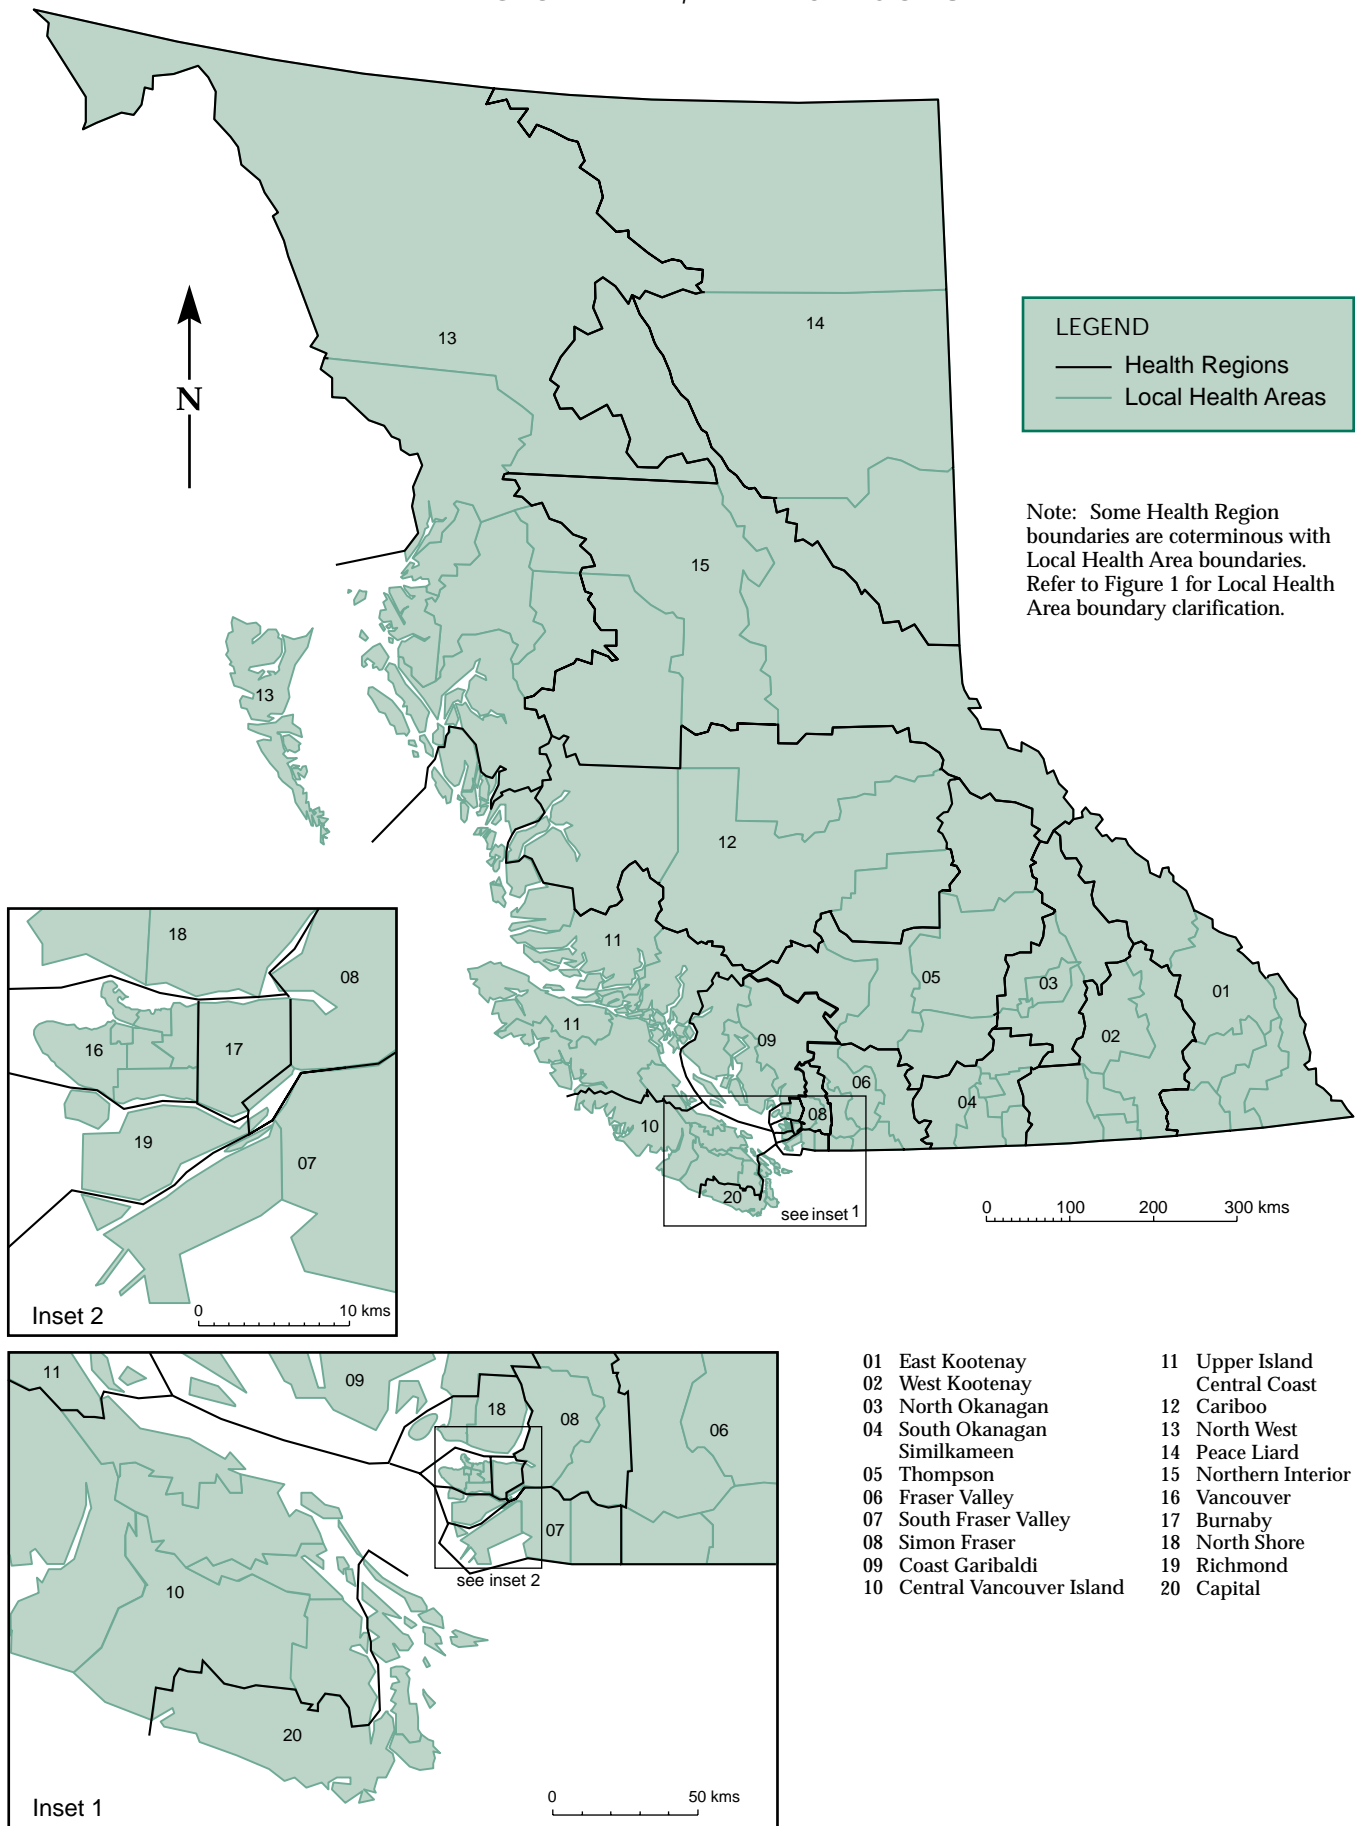 13
14
LEGEND
Health Regions
Local Health Areas
N
Note: Some Health Region
boundaries are coterminous with
Local Health Area boundaries.
Refer to Figure 1 for Local Health
Area boundary clarification.
15
13
12
11
05
03
01
11
09
02
06
04
08
10
20
see inset 1
0 100 200 300 kms
18
08
16
17
19
07
Inset 2
0 10 kms
11
09
18
08
06
07
see inset 2
10
20
Inset 1
0 50 kms
01 East Kootenay
02 West Kootenay
03 North Okanagan
04 South Okanagan
Similkameen
05 Thompson
06 Fraser Valley
07 South Fraser Valley
08 Simon Fraser
09 Coast Garibaldi
10 Central Vancouver Island
11 Upper Island
Central Coast
12 Cariboo
13 North West
14 Peace Liard
15 Northern Interior
16 Vancouver
17 Burnaby
18 North Shore
19 Richmond
20 Capital